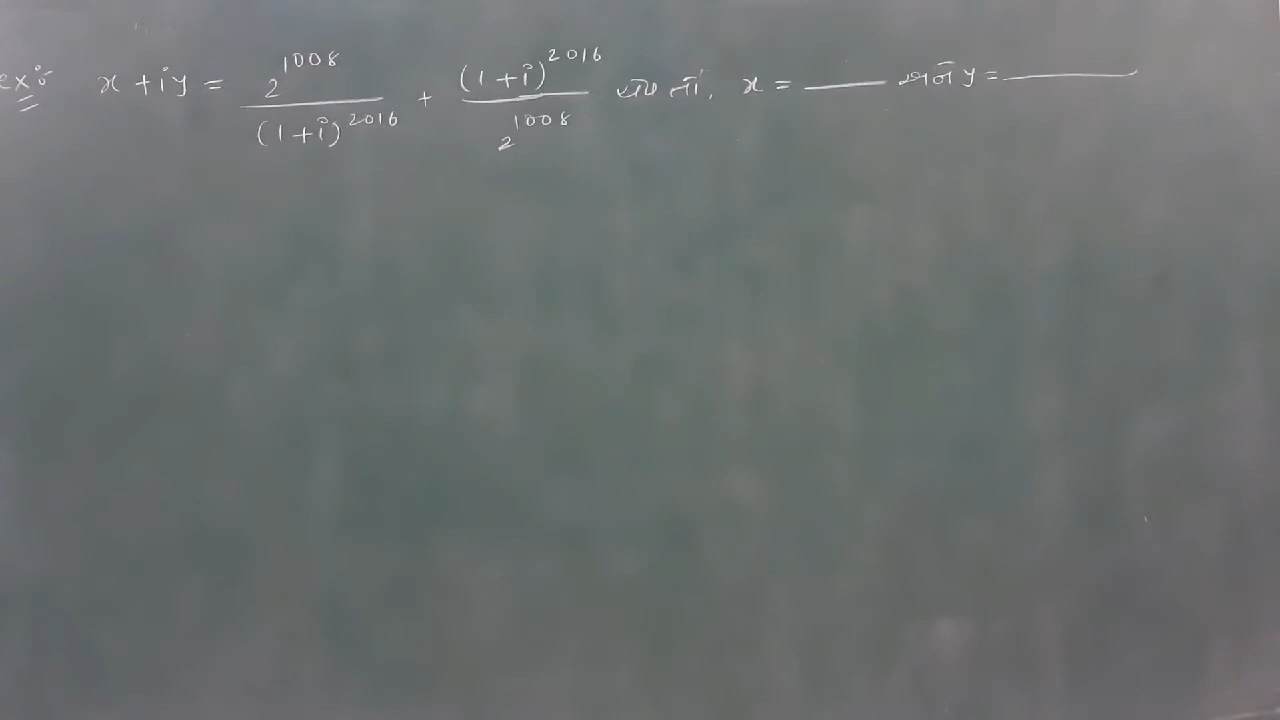 ex: x + iy = 2^1008 / (1+i)^2016 + (1+i)^2016 / 2^1008 હોય તો, x = ____ અને y = ____